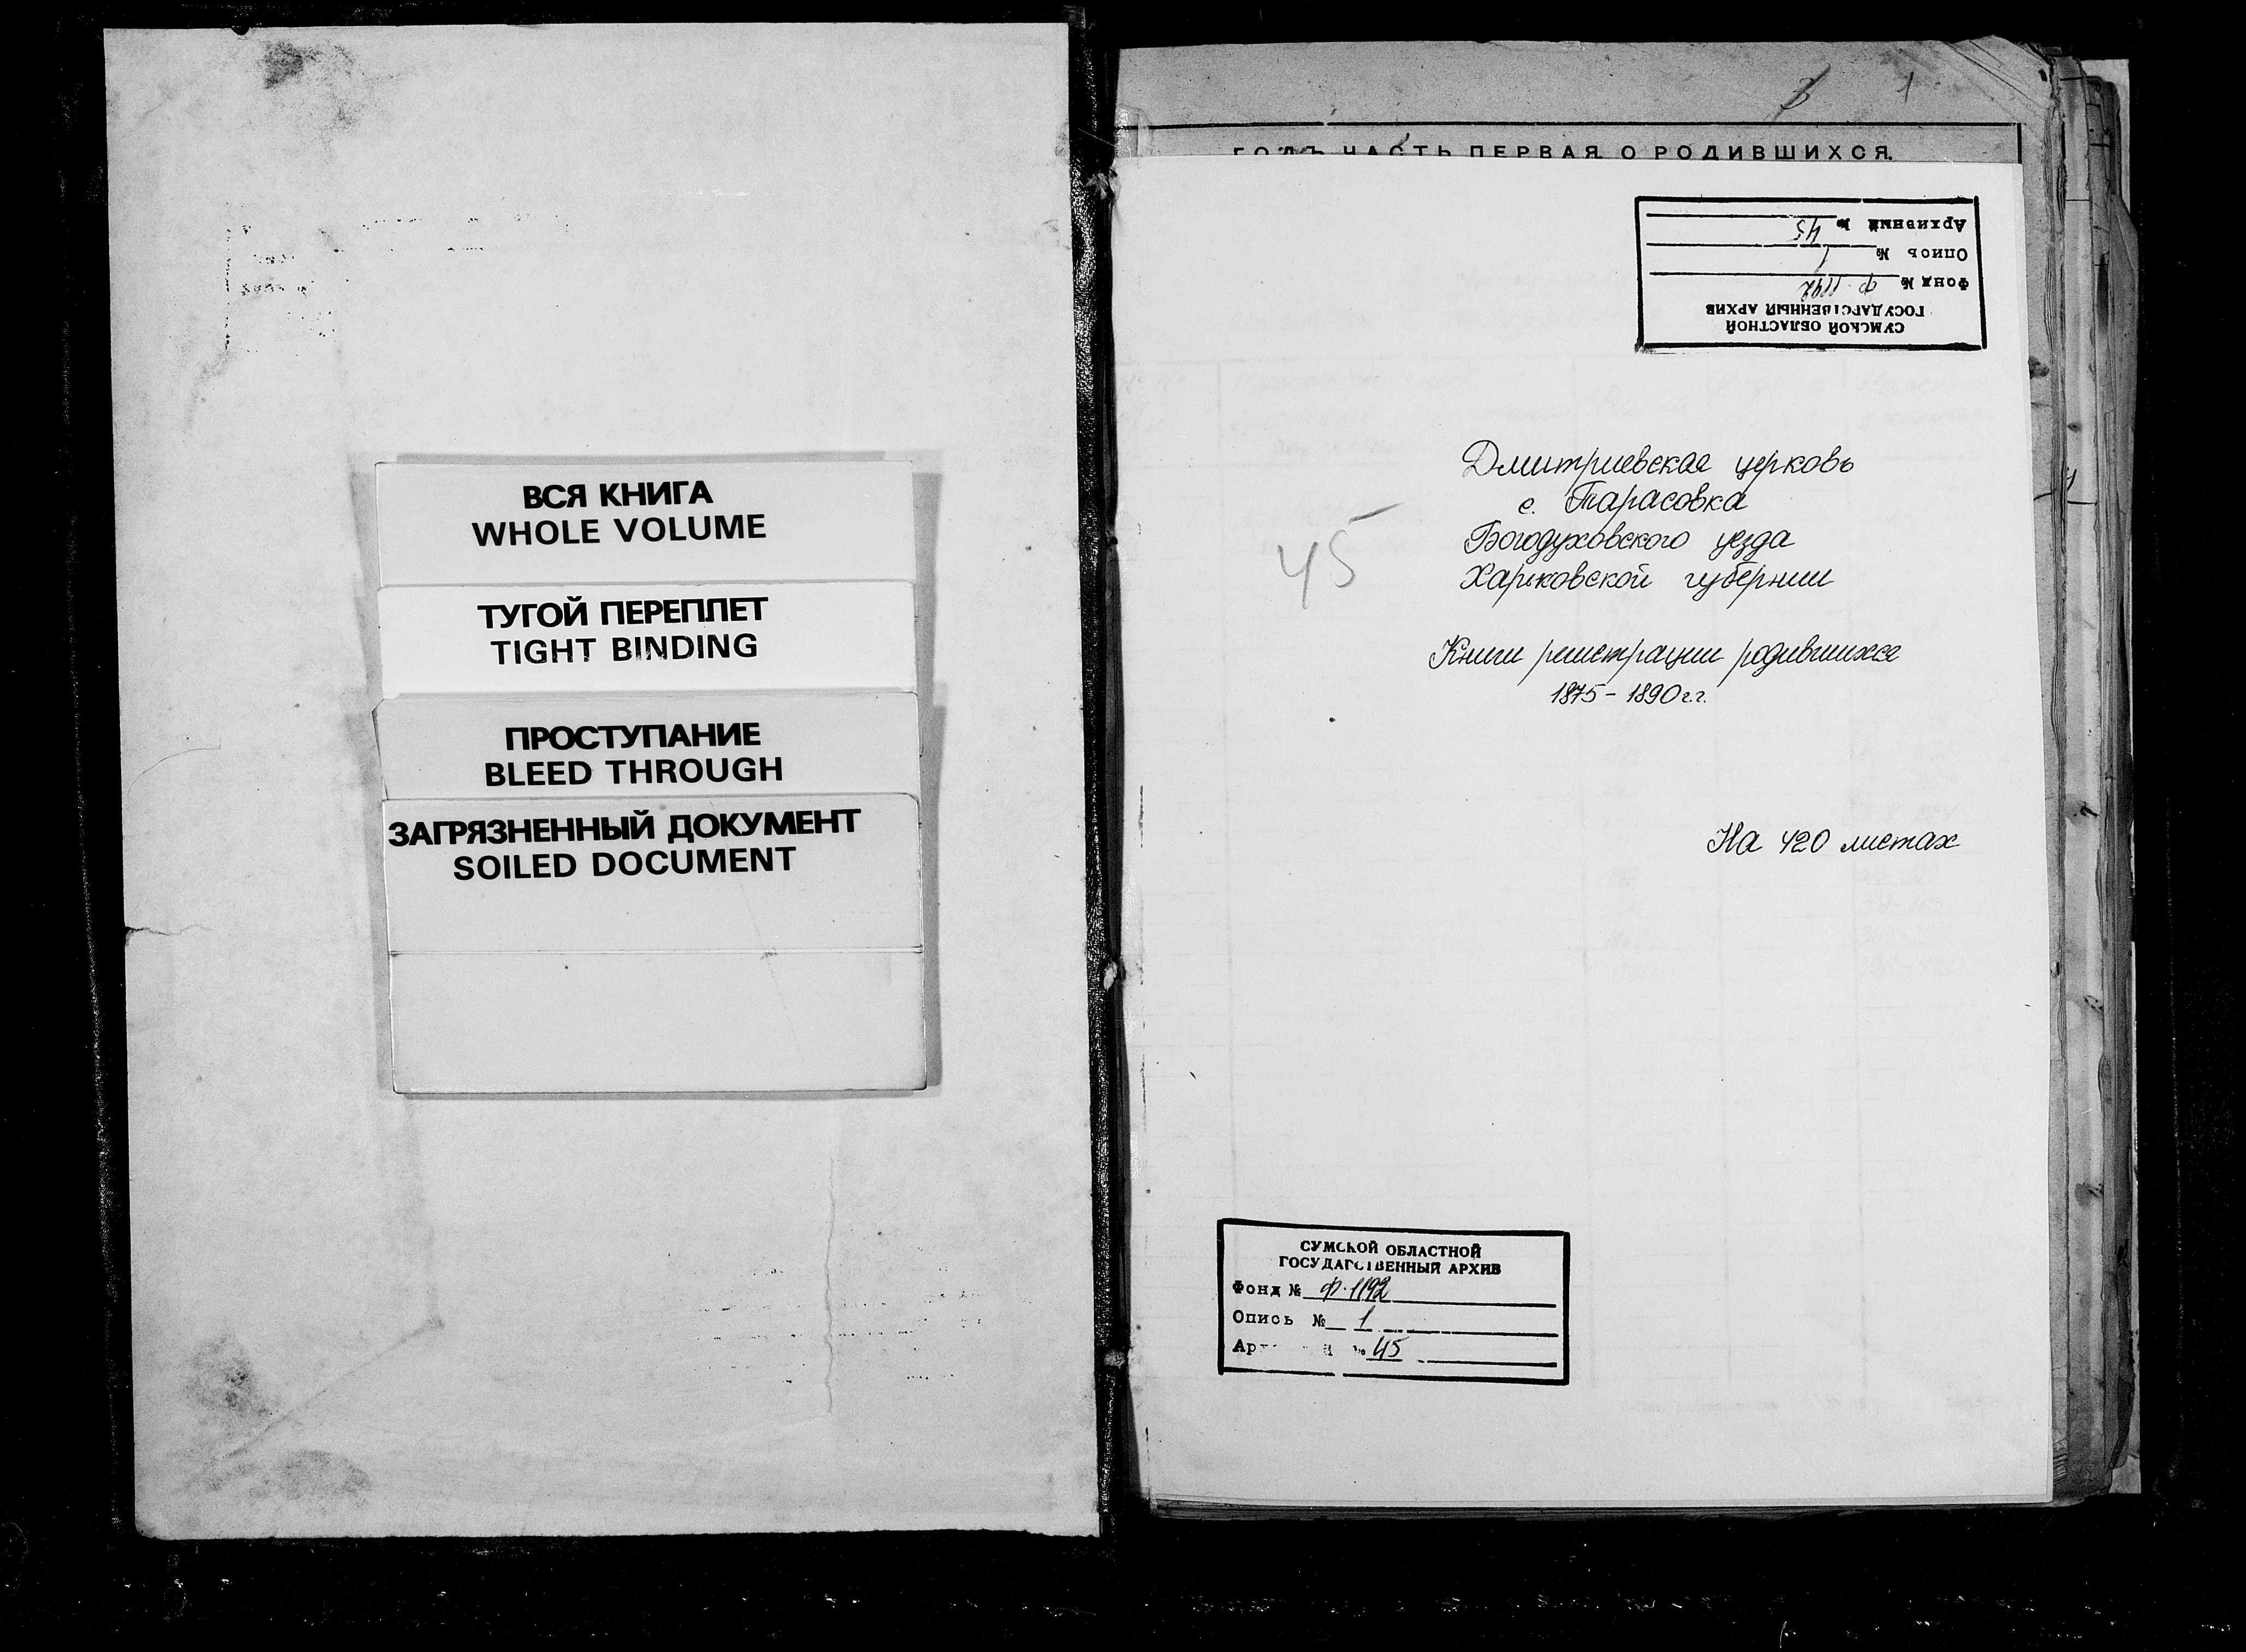 ВСЯ КНИГА
WHOLE VOLUME
ТУГОЙ ПЕРЕПЛЕТ
TIGHT BINDING
ПРОСТУПАНИЕ
BLEED THROUGH
ЗАГРЯЗНЕННЫЙ ДОКУМЕНТ
SOILED DOCUMENT
1
ГОДЪ ЧАСТЬ ПЕРВАЯ, О РОДИВШИХСЯ.
СУМСКОЙ ОБЛАСТНОЙ
ГОСУДАРСТВЕННЫЙ АРХИВ
Фонд № ф. 1192
Опись № 1
Архивный № 45
Дмитриевская церковь
с. Тарасовка
Богодуховского уезда
Харьковской губернии
45
Книги регистрации родившихся
1875 - 1890 г.г.
На 420 листах
СУМСКОЙ ОБЛАСТНОЙ
ГОСУДАРСТВЕННЫЙ АРХИВ
Фонд № ф. 1192
Опись № 1
45